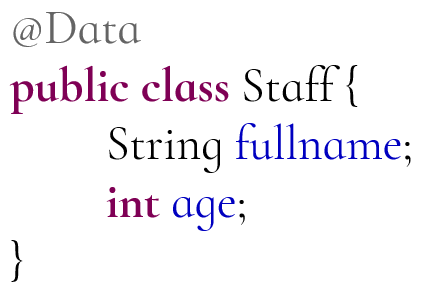 @Data
public class Staff {
String fullname;
int age;
}